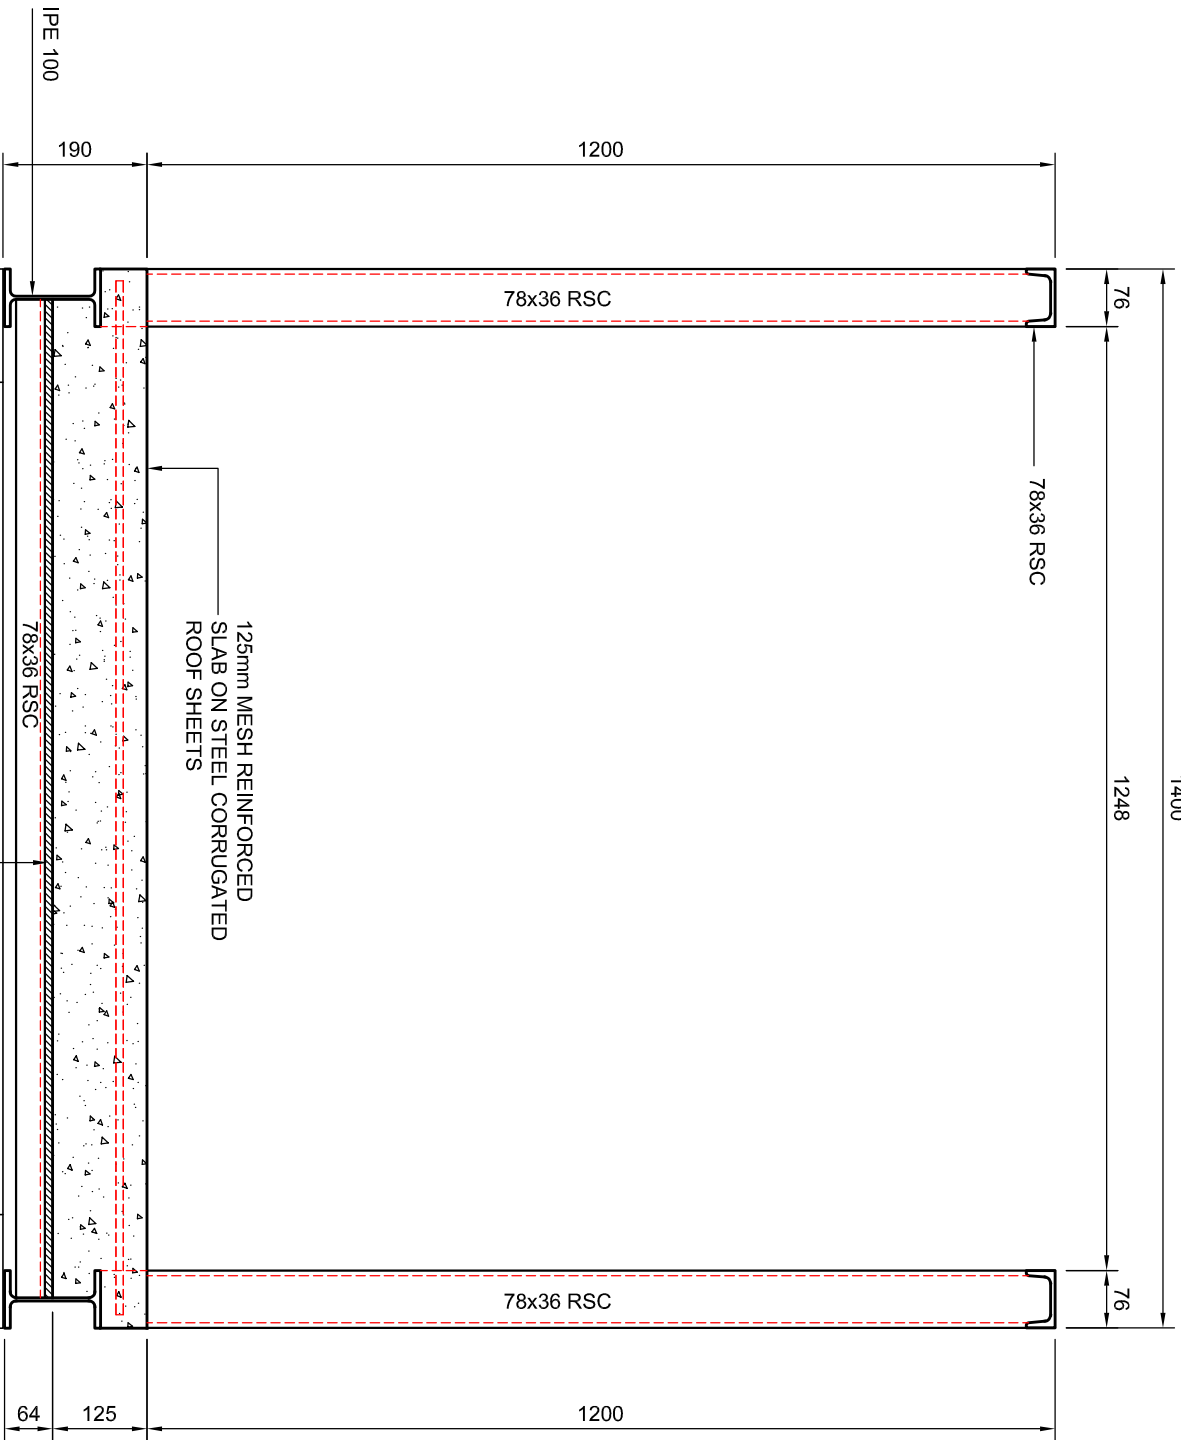 IPE 100
190
1200
78x36 RSC
76
1400
78x36 RSC
1248
125mm MESH REINFORCED
SLAB ON STEEL CORRUGATED
ROOF SHEETS
78x36 RSC
78x36 RSC
76
64
125
1200